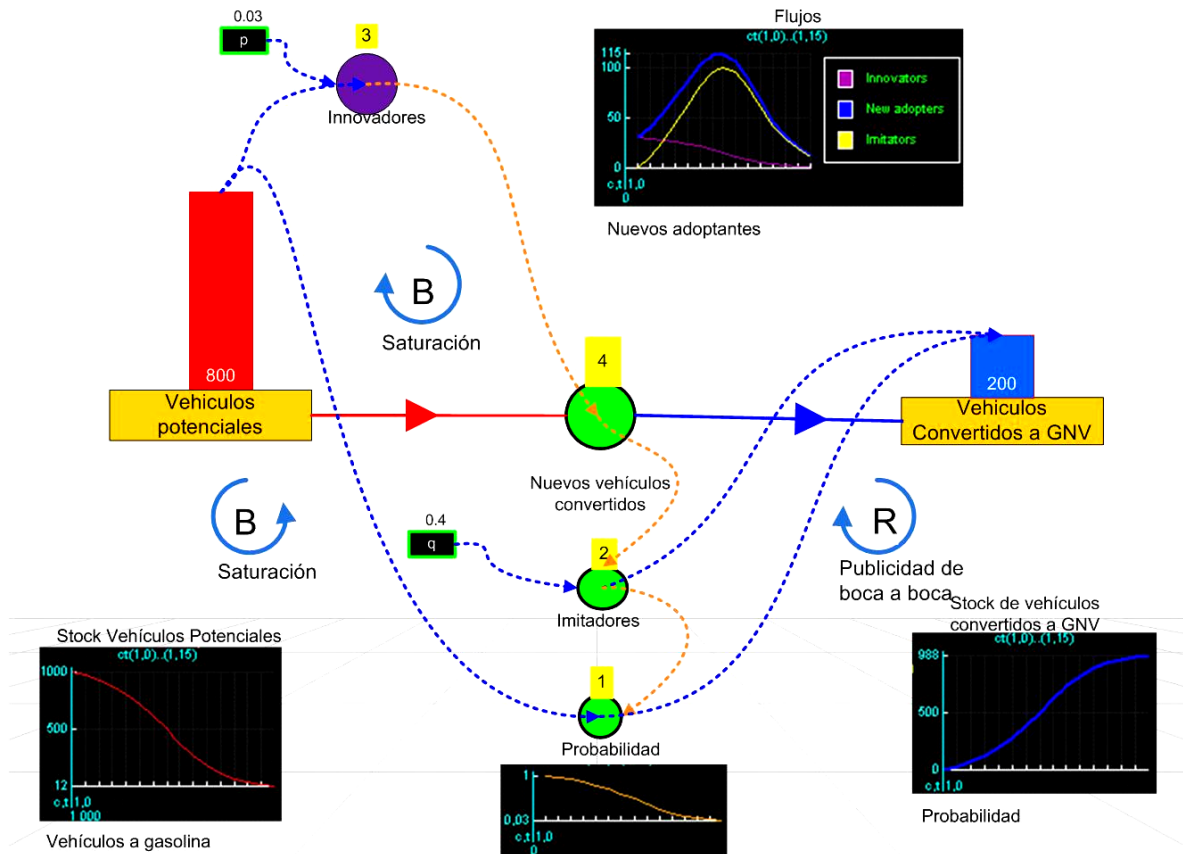 0.03
p
3
Innovadores
Flujos
ct(1,0)..(1,15)
115
100
50
0
c,t 1,0
0
Innovators
New adopters
Imitators
Nuevos adoptantes
B
Saturación
800
Vehiculos
potenciales
4
200
Vehiculos
Convertidos a GNV
Nuevos vehículos
convertidos
B
Saturación
0.4
q
2
Imitadores
R
Publicidad de
boca a boca
Stock Vehículos Potenciales
ct(1,0)..(1,15)
1000
500
12
c,t 1,0
1 000
Vehículos a gasolina
1
Probabilidad
1
0,03
c,t 1,0
0
Stock de vehículos
convertidos a GNV
ct(1,0)..(1,15)
988
500
0
c,t 1,0
Probabilidad